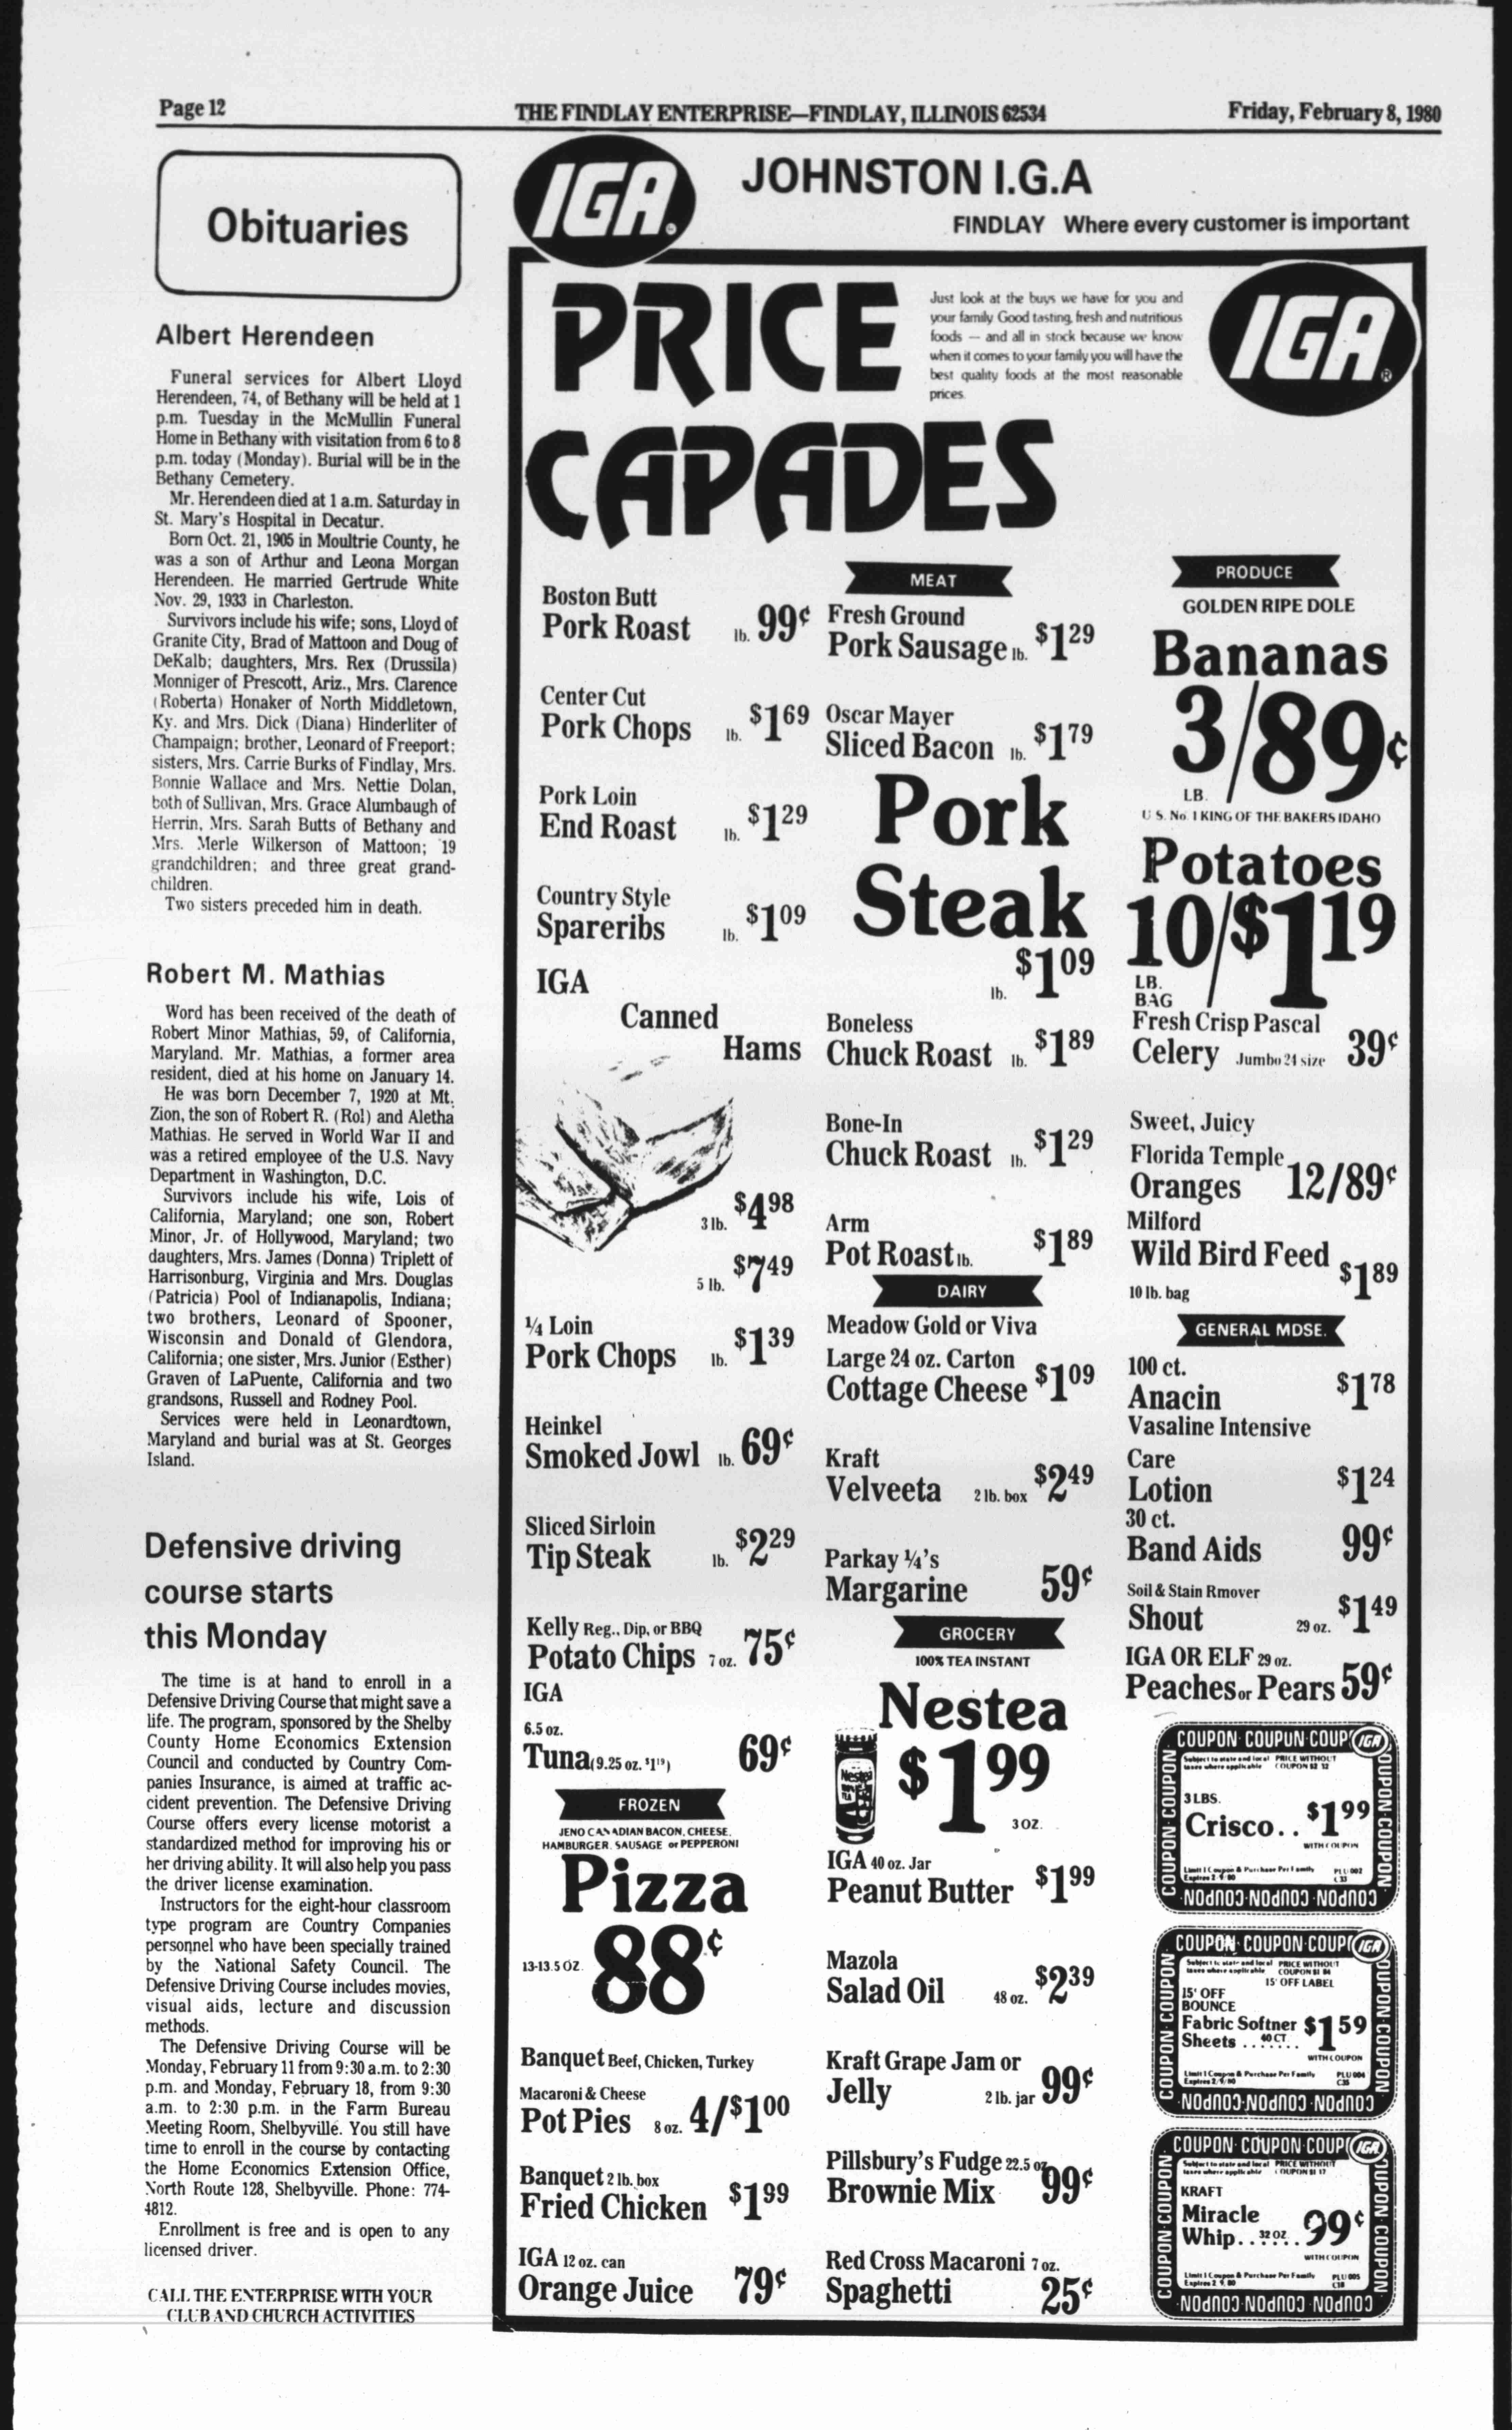 Page 12
THE FINDLAY ENTERPRISE—FINDLAY, ILLINOIS 62534
Friday, February 8, 1980
Obituaries
Albert Herendeen
Funeral services for Albert Lloyd
Herendeen, 74, of Bethany will be held at 1
p.m. Tuesday in the McMullin Funeral
Home in Bethany with visitation from 6 to 8
p.m. today (Monday). Burial will be in the
Bethany Cemetery.
Mr. Herendeen died at 1 a.m. Saturday in
St. Mary's Hospital in Decatur.
Born Oct. 21, 1905 in Moultrie County, he
was a son of Arthur and Leona Morgan
Herendeen. He married Gertrude White
Nov. 29, 1933 in Charleston.
Survivors include his wife; sons, Lloyd of
Granite City, Brad of Mattoon and Doug of
DeKalb; daughters, Mrs. Rex (Drussila)
Monniger of Prescott, Ariz., Mrs. Clarence
(Roberta) Honaker of North Middletown,
Ky. and Mrs. Dick (Diana) Hinderliter of
Champaign; brother, Leonard of Freeport;
sisters, Mrs. Carrie Burks of Findlay, Mrs.
Bonnie Wallace and Mrs. Nettie Dolan,
both of Sullivan, Mrs. Grace Alumbaugh of
Herrin, Mrs. Sarah Butts of Bethany and
Mrs. Merle Wilkerson of Mattoon; 19
grandchildren; and three great grand-
children.
Two sisters preceded him in death.
Robert M. Mathias
Word has been received of the death of
Robert Minor Mathias, 59, of California,
Maryland. Mr. Mathias, a former area
resident, died at his home on January 14.
He was born December 7, 1920 at Mt.
Zion, the son of Robert R. (Rol) and Aletha
Mathias. He served in World War II and
was a retired employee of the U.S. Navy
Department in Washington, D.C.
Survivors include his wife, Lois of
California, Maryland; one son, Robert
Minor, Jr. of Hollywood, Maryland; two
daughters, Mrs. James (Donna) Triplett of
Harrisonburg, Virginia and Mrs. Douglas
(Patricia) Pool of Indianapolis, Indiana;
two brothers, Leonard of Spooner,
Wisconsin and Donald of Glendora,
California; one sister, Mrs. Junior (Esther)
Graven of LaPuente, California and two
grandsons, Russell and Rodney Pool.
Services were held in Leonardtown,
Maryland and burial was at St. Georges
Island.
Defensive driving
course starts
this Monday
The time is at hand to enroll in a
Defensive Driving Course that might save a
life. The program, sponsored by the Shelby
County Home Economics Extension
Council and conducted by Country Com-
panies Insurance, is aimed at traffic ac-
cident prevention. The Defensive Driving
Course offers every license motorist a
standardized method for improving his or
her driving ability. It will also help you pass
the driver license examination.
Instructors for the eight-hour classroom
type program are Country Companies
personnel who have been specially trained
by the National Safety Council. The
Defensive Driving Course includes movies,
visual aids, lecture and discussion
methods.
The Defensive Driving Course will be
Monday, February 11 from 9:30 a.m. to 2:30
p.m. and Monday, February 18, from 9:30
a.m. to 2:30 p.m. in the Farm Bureau
Meeting Room, Shelbyville. You still have
time to enroll in the course by contacting
the Home Economics Extension Office,
North Route 128, Shelbyville. Phone: 774-
4812.
Enrollment is free and is open to any
licensed driver.
CALL THE ENTERPRISE WITH YOUR
CLUB AND CHURCH ACTIVITIES
IGA
JOHNSTON I.G.A
FINDLAY Where every customer is important
PRICE
CAPADES
Just look at the buys we have for you and
your family Good tasting, fresh and nutritious
foods — and all in stock because we know
when it comes to your family you will have the
best quality foods at the most reasonable
prices.
IGA
Boston Butt
Pork Roast lb. 99¢
Center Cut
Pork Chops lb. $1 69
Pork Loin
End Roast lb. $1 29
Country Style
Spareribs lb. $1 09
IGA
Canned
Hams
3 lb. $4 98
5 lb. $7 49
¼ Loin
Pork Chops lb. $1 39
Heinkel
Smoked Jowl lb. 69¢
Sliced Sirloin
Tip Steak lb. $2 29
Kelly Reg., Dip, or BBQ
Potato Chips 7 oz. 75¢
IGA
6.5 oz.
Tuna (9.25 oz. $1 19) 69¢
FROZEN
JENO CANADIAN BACON, CHEESE,
HAMBURGER, SAUSAGE or PEPPERONI
Pizza
13-13.5 OZ. 88¢
Banquet Beef, Chicken, Turkey
Macaroni & Cheese
Pot Pies 8 oz. 4/$1 00
Banquet 2 lb. box
Fried Chicken $1 99
IGA 12 oz. can
Orange Juice 79¢
MEAT
Fresh Ground
Pork Sausage lb. $1 29
Oscar Mayer
Sliced Bacon lb. $1 79
Pork
Steak
lb. $1 09
Boneless
Chuck Roast lb. $1 89
Bone-In
Chuck Roast lb. $1 29
Arm
Pot Roast lb. $1 89
DAIRY
Meadow Gold or Viva
Large 24 oz. Carton
Cottage Cheese $1 09
Kraft
Velveeta 2 lb. box $2 49
Parkay ¼'s
Margarine 59¢
GROCERY
100% TEA INSTANT
Nestea
Nestea
$1 99
3 OZ.
IGA 40 oz. Jar
Peanut Butter $1 99
Mazola
Salad Oil 48 oz. $2 39
Kraft Grape Jam or
Jelly 2 lb. jar 99¢
Pillsbury's Fudge 22.5 oz.
Brownie Mix 99¢
Red Cross Macaroni 7 oz.
Spaghetti 25¢
PRODUCE
GOLDEN RIPE DOLE
Bananas
3/89¢
LB.
U.S. No. 1 KING OF THE BAKERS IDAHO
Potatoes
10/$1 19
LB.
BAG
Fresh Crisp Pascal
Celery Jumbo 24 size 39¢
Sweet, Juicy
Florida Temple
Oranges 12/89¢
Milford
Wild Bird Feed
10 lb. bag $1 89
GENERAL MDSE.
100 ct.
Anacin $1 78
Vasaline Intensive
Care
Lotion $1 24
30 ct.
Band Aids 99¢
Soil & Stain Rmover
Shout 29 oz. $1 49
IGA OR ELF 29 oz.
Peaches or Pears 59¢
COUPON·COUPUN·COUP IGA
Subject to state and local taxes where applicable
PRICE WITHOUT
COUPON $2 12
3 LBS.
Crisco.. $1 99
WITH COUPON
Limit 1 Coupon & Purchase Per Family
PLU 002
C33
COUPON·COUPON·COUPON
COUPON·COUPON·COUP IGA
Subject to state and local taxes where applicable
PRICE WITHOUT
COUPON $1 84
15¢ OFF LABEL
15¢ OFF
BOUNCE
Fabric Softner
Sheets ....... 40 CT. $1 59
WITH COUPON
Limit 1 Coupon & Purchase Per Family
PLU 004
COUPON·COUPON·COUPON
COUPON·COUPON·COUP IGA
Subject to state and local taxes where applicable
PRICE WITHOUT
COUPON $1 17
KRAFT
Miracle
Whip...... 32 OZ. 99¢
WITH COUPON
Limit 1 Coupon & Purchase Per Family
PLU 005
COUPON·COUPON·COUPON